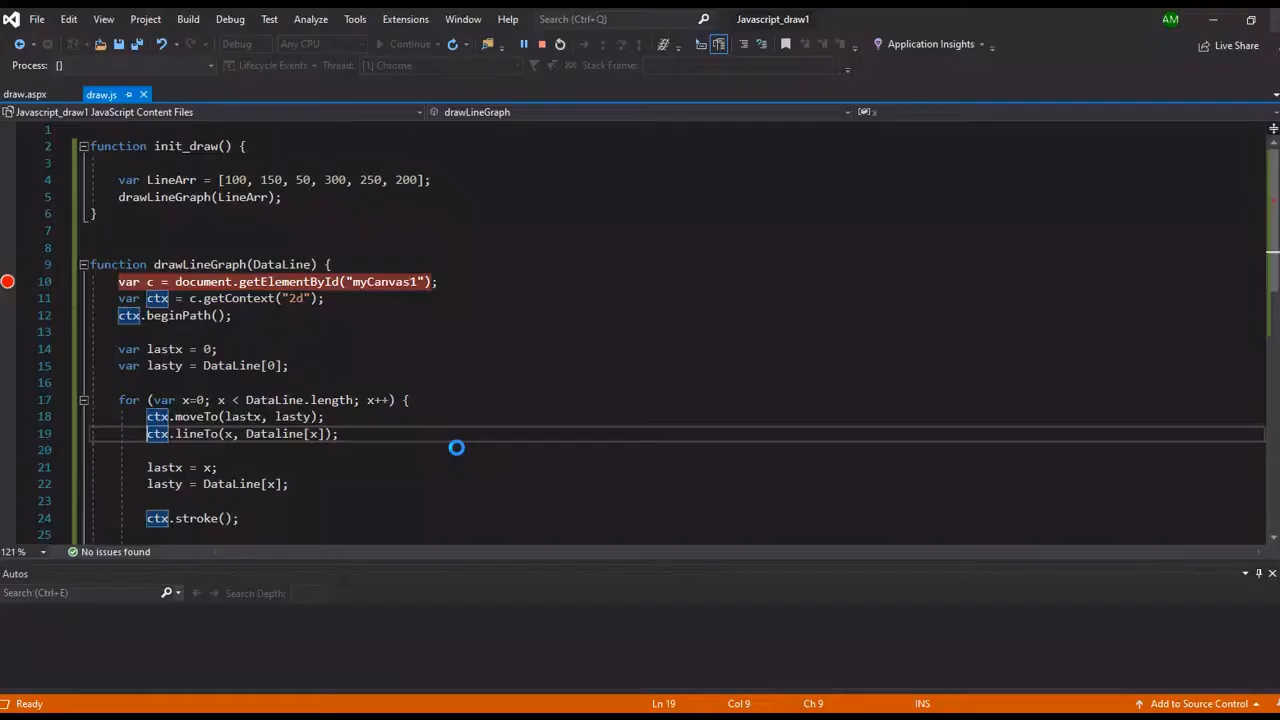 File Edit View Project Build Debug Test Analyze Tools Extensions Window Help Search (Ctrl+Q) Javascript_draw1 AM
Debug Any CPU Continue Application Insights Live Share
Process: [] Lifecycle Events Thread: [1] Chrome Stack Frame:
draw.aspx draw.js
Javascript_draw1 JavaScript Content Files drawLineGraph x
1
2 function init_draw() {
3
4 var LineArr = [100, 150, 50, 300, 250, 200];
5 drawLineGraph(LineArr);
6 }
7
8
9 function drawLineGraph(DataLine) {
10 var c = document.getElementById("myCanvas1");
11 var ctx = c.getContext("2d");
12 ctx.beginPath();
13
14 var lastx = 0;
15 var lasty = DataLine[0];
16
17 for (var x=0; x < DataLine.length; x++) {
18 ctx.moveTo(lastx, lasty);
19 ctx.lineTo(x, Dataline[x]);
20
21 lastx = x;
22 lasty = DataLine[x];
23
24 ctx.stroke();
25
121 % No issues found
Autos
Search (Ctrl+E) Search Depth:
Ready Ln 19 Col 9 Ch 9 INS Add to Source Control